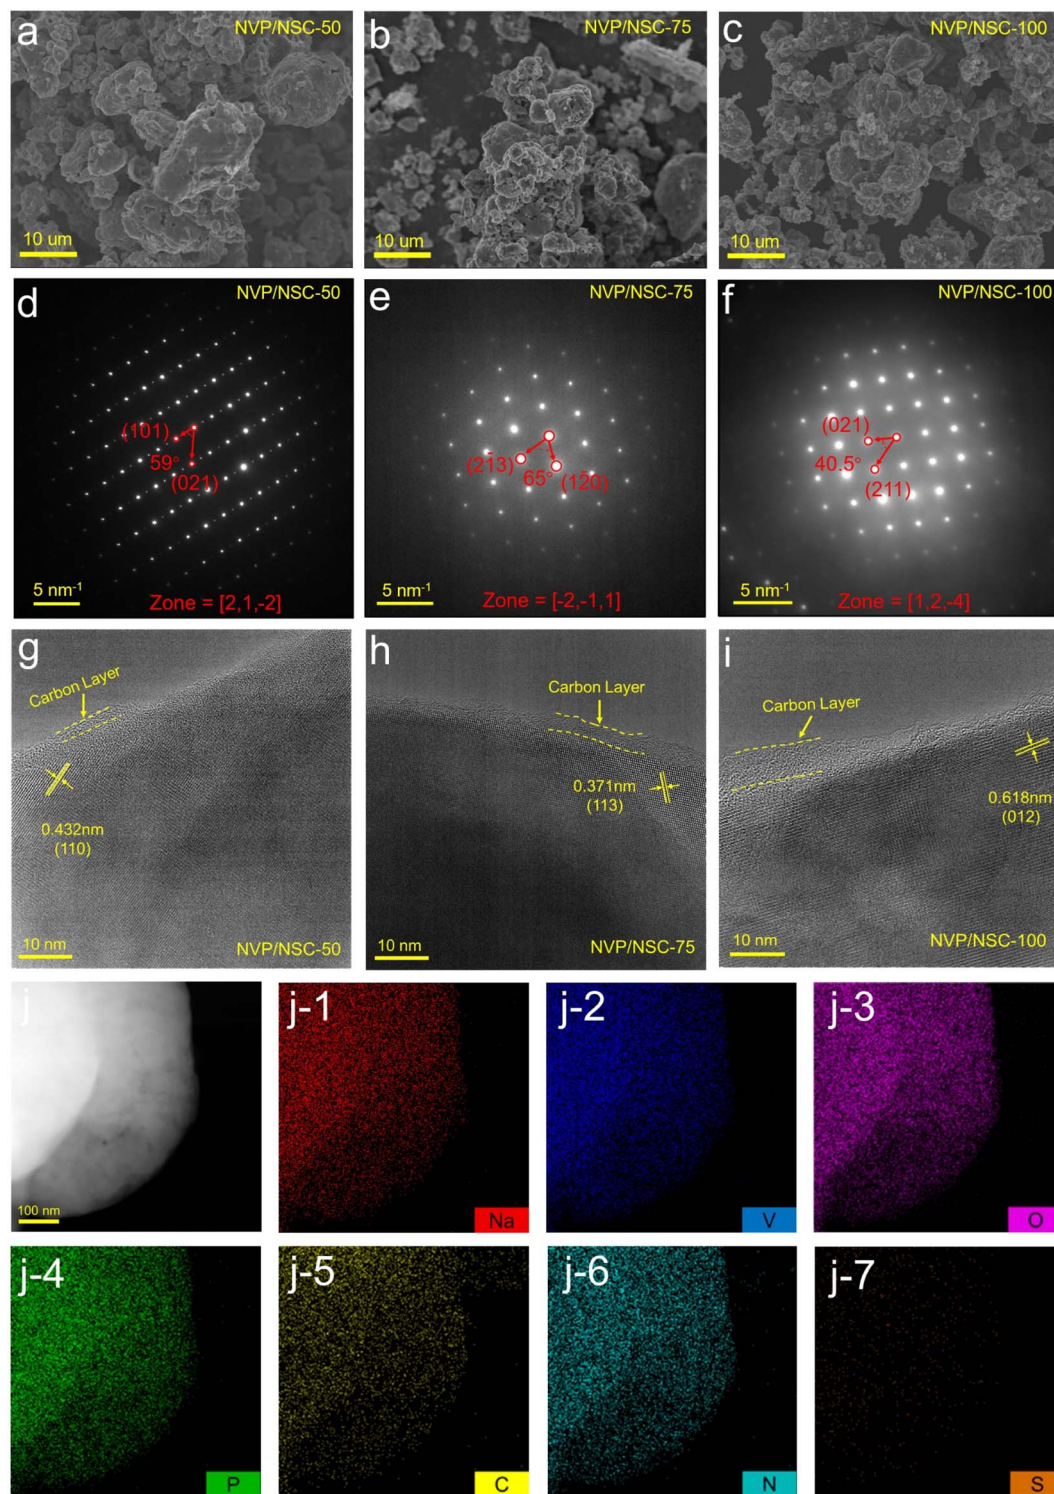 a
NVP/NSC-50
10 um
b
NVP/NSC-75
10 um
c
NVP/NSC-100
10 um
d
NVP/NSC-50
(101)
59°
(021)
5 nm⁻¹
Zone = [2,1,-2]
e
NVP/NSC-75
(21̄3)
65°
(12̄0)
5 nm⁻¹
Zone = [-2,-1,1]
f
NVP/NSC-100
(021)
40.5°
(211)
5 nm⁻¹
Zone = [1,2,-4]
g
Carbon Layer
0.432nm
(110)
10 nm
NVP/NSC-50
h
Carbon Layer
0.371nm
(113)
10 nm
NVP/NSC-75
i
Carbon Layer
0.618nm
(012)
10 nm
NVP/NSC-100
j
100 nm
j-1
Na
j-2
V
j-3
O
j-4
P
j-5
C
j-6
N
j-7
S